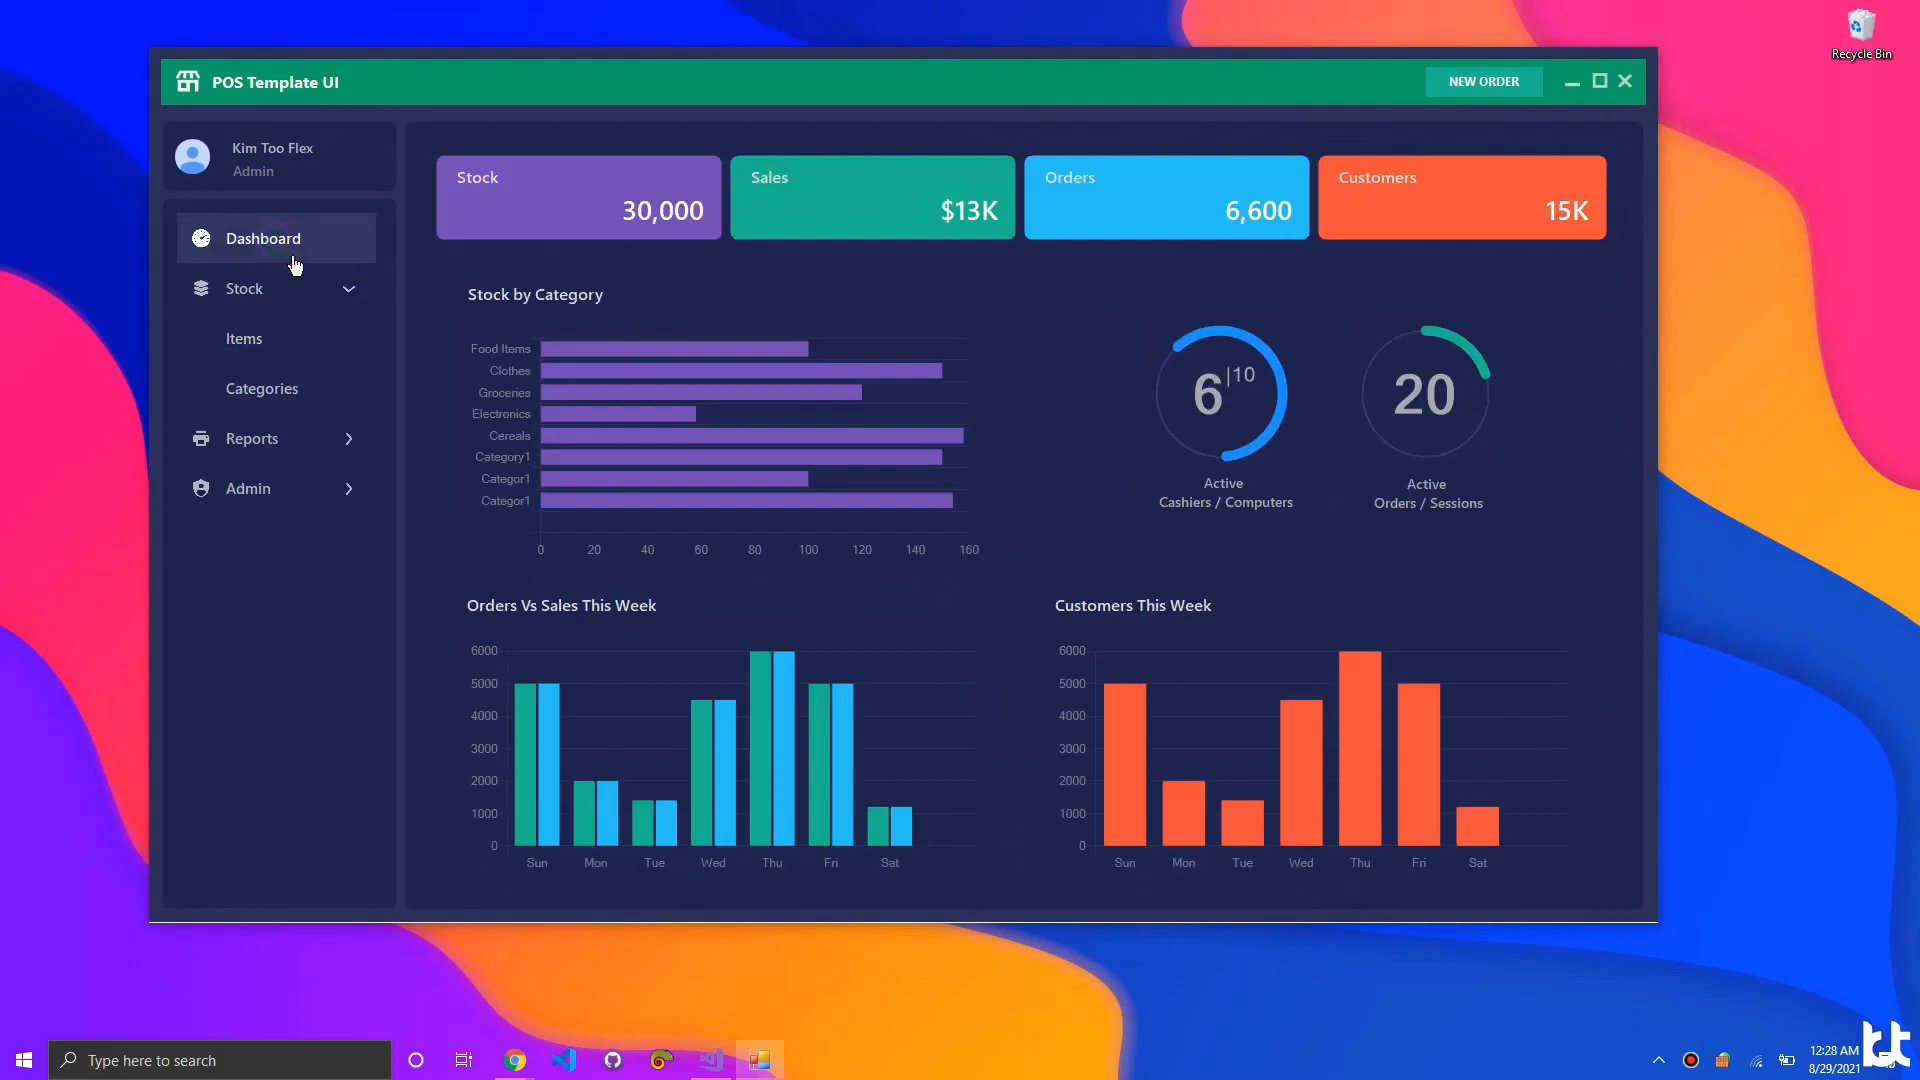 Recycle Bin
POS Template UI
NEW ORDER
Kim Too Flex
Admin
Dashboard
Stock
Items
Categories
Reports
Admin
Stock
30,000
Sales
$13K
Orders
6,600
Customers
15K
Stock by Category
Food Items
Clothes
Groceries
Electronics
Cereals
Category1
Categor1
Categor1
0 20 40 60 80 100 120 140 160
6|10
Active
Cashiers / Computers
20
Active
Orders / Sessions
Orders Vs Sales This Week
6000
5000
4000
3000
2000
1000
0
Sun Mon Tue Wed Thu Fri Sat
Customers This Week
6000
5000
4000
3000
2000
1000
0
Sun Mon Tue Wed Thu Fri Sat
Type here to search
12:28 AM
8/29/2021